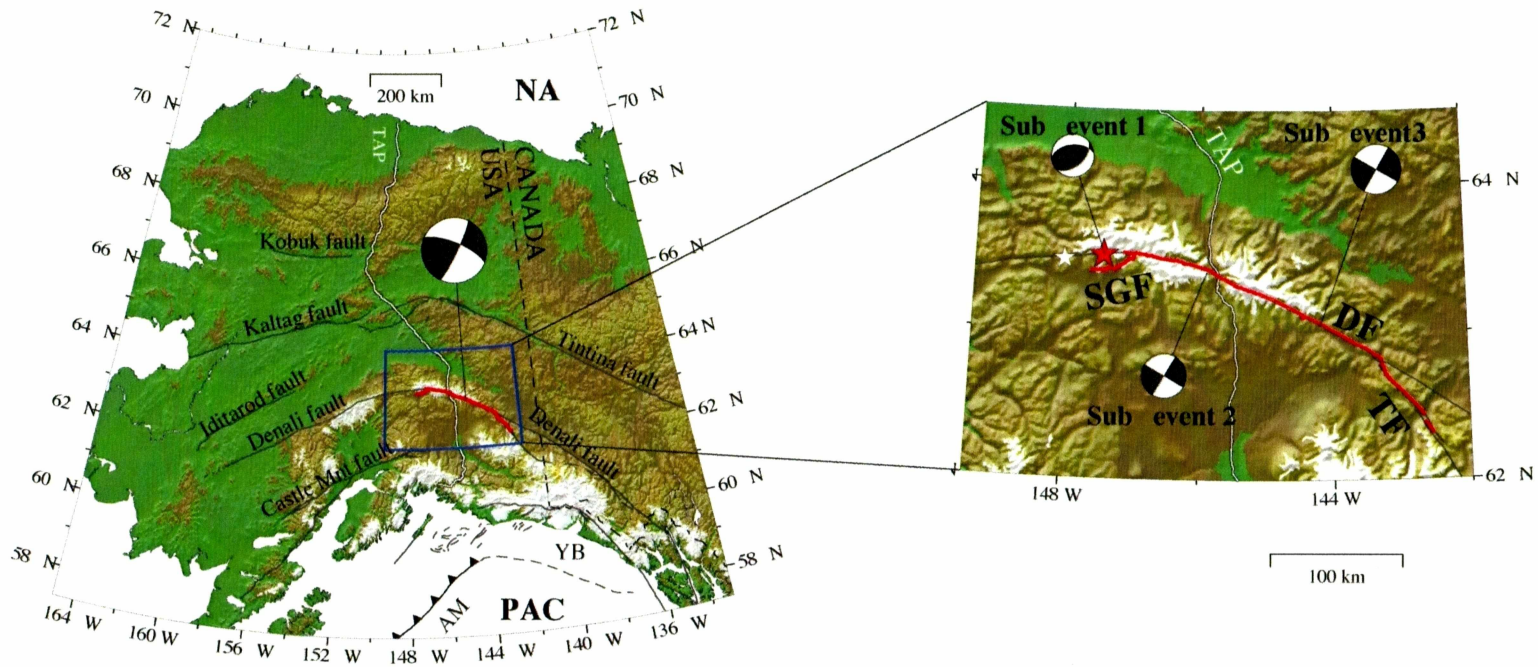 72 N
72 N
NA
200 km
70 N
70 N
TAP
USA
CANADA
68 N
68 N
Kobuk fault
66 N
66 N
Kaltag fault
64 N
64 N
Tintina fault
Iditarod fault
Denali fault
62 N
62 N
Denali fault
Castle Mnt fault
60 N
60 N
YB
58 N
58 N
AM
PAC
164 W
160 W
156 W
152 W
148 W
144 W
140 W
136 W
Sub event 1
TAP
Sub event3
64 N
SGF
DF
Sub event 2
TF
62 N
148 W
144 W
100 km